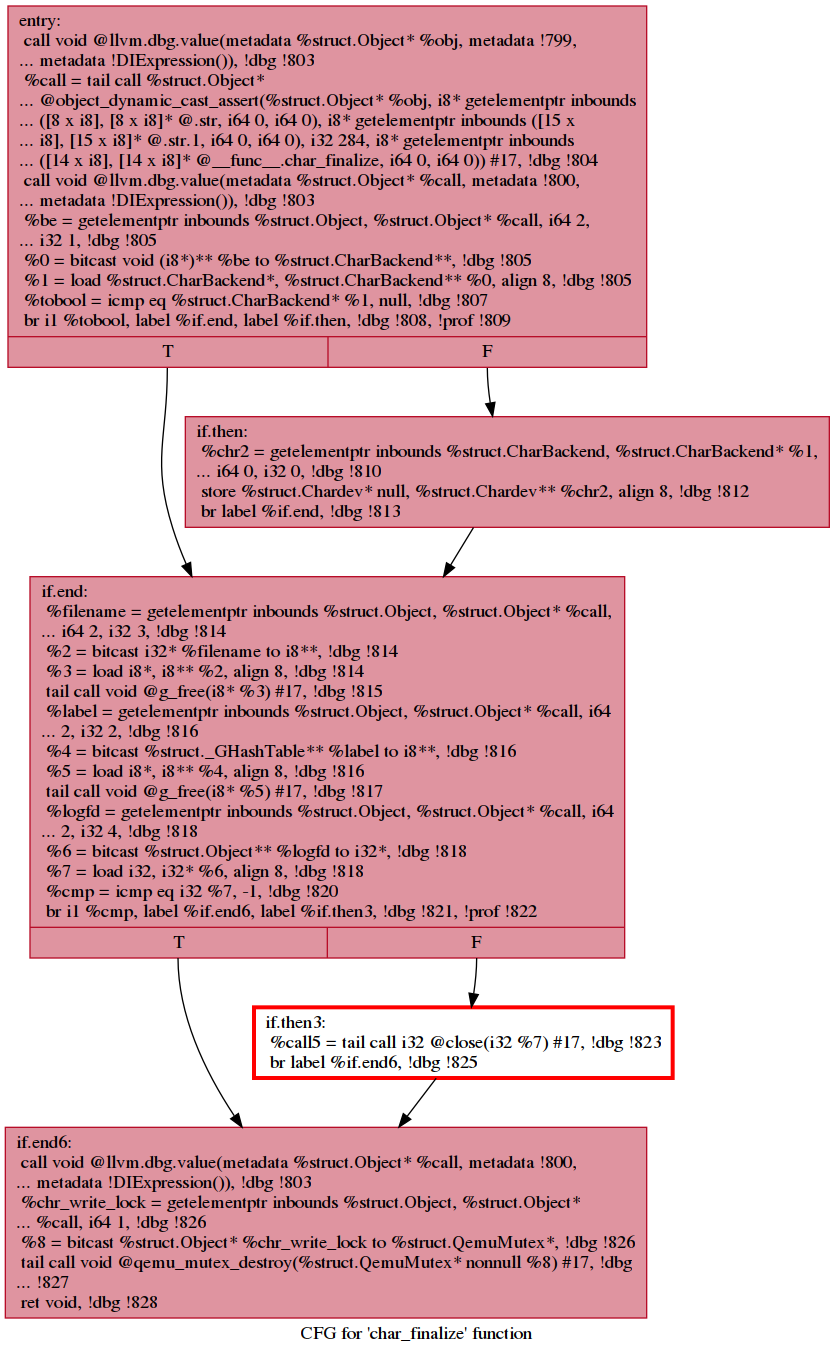 entry:
call void @llvm.dbg.value(metadata %struct.Object* %obj, metadata !799,
... metadata !DIExpression()), !dbg !803
%call = tail call %struct.Object*
... @object_dynamic_cast_assert(%struct.Object* %obj, i8* getelementptr inbounds
... ([8 x i8], [8 x i8]* @.str, i64 0, i64 0), i8* getelementptr inbounds ([15 x
... i8], [15 x i8]* @.str.1, i64 0, i64 0), i32 284, i8* getelementptr inbounds
... ([14 x i8], [14 x i8]* @__func__.char_finalize, i64 0, i64 0)) #17, !dbg !804
call void @llvm.dbg.value(metadata %struct.Object* %call, metadata !800,
... metadata !DIExpression()), !dbg !803
%be = getelementptr inbounds %struct.Object, %struct.Object* %call, i64 2,
... i32 1, !dbg !805
%0 = bitcast void (i8*)** %be to %struct.CharBackend**, !dbg !805
%1 = load %struct.CharBackend*, %struct.CharBackend** %0, align 8, !dbg !805
%tobool = icmp eq %struct.CharBackend* %1, null, !dbg !807
br i1 %tobool, label %if.end, label %if.then, !dbg !808, !prof !809
T F
if.then:
%chr2 = getelementptr inbounds %struct.CharBackend, %struct.CharBackend* %1,
... i64 0, i32 0, !dbg !810
store %struct.Chardev* null, %struct.Chardev** %chr2, align 8, !dbg !812
br label %if.end, !dbg !813
if.end:
%filename = getelementptr inbounds %struct.Object, %struct.Object* %call,
... i64 2, i32 3, !dbg !814
%2 = bitcast i32* %filename to i8**, !dbg !814
%3 = load i8*, i8** %2, align 8, !dbg !814
tail call void @g_free(i8* %3) #17, !dbg !815
%label = getelementptr inbounds %struct.Object, %struct.Object* %call, i64
... 2, i32 2, !dbg !816
%4 = bitcast %struct._GHashTable** %label to i8**, !dbg !816
%5 = load i8*, i8** %4, align 8, !dbg !816
tail call void @g_free(i8* %5) #17, !dbg !817
%logfd = getelementptr inbounds %struct.Object, %struct.Object* %call, i64
... 2, i32 4, !dbg !818
%6 = bitcast %struct.Object** %logfd to i32*, !dbg !818
%7 = load i32, i32* %6, align 8, !dbg !818
%cmp = icmp eq i32 %7, -1, !dbg !820
br i1 %cmp, label %if.end6, label %if.then3, !dbg !821, !prof !822
T F
if.then3:
%call5 = tail call i32 @close(i32 %7) #17, !dbg !823
br label %if.end6, !dbg !825
if.end6:
call void @llvm.dbg.value(metadata %struct.Object* %call, metadata !800,
... metadata !DIExpression()), !dbg !803
%chr_write_lock = getelementptr inbounds %struct.Object, %struct.Object*
... %call, i64 1, !dbg !826
%8 = bitcast %struct.Object* %chr_write_lock to %struct.QemuMutex*, !dbg !826
tail call void @qemu_mutex_destroy(%struct.QemuMutex* nonnull %8) #17, !dbg
... !827
ret void, !dbg !828
CFG for 'char_finalize' function